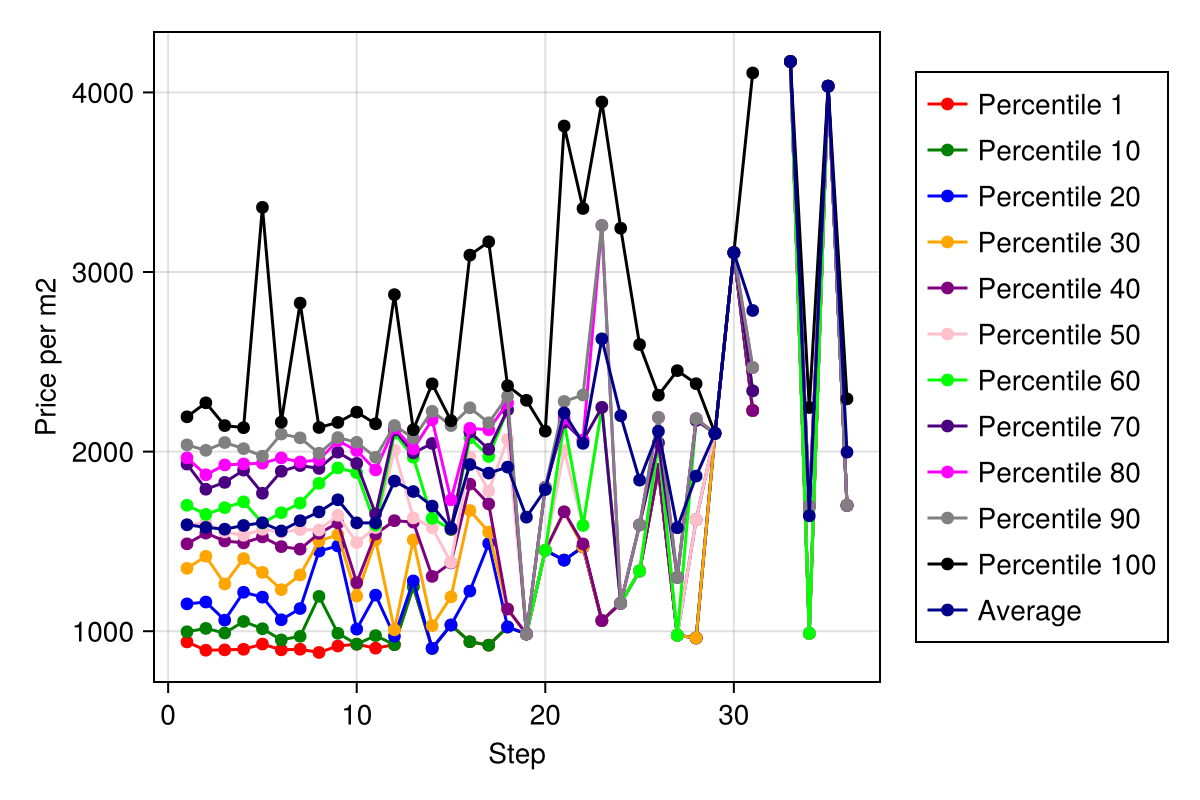 4000
3000
2000
1000
Price per m2
0
10
20
30
Step
Percentile 1
Percentile 10
Percentile 20
Percentile 30
Percentile 40
Percentile 50
Percentile 60
Percentile 70
Percentile 80
Percentile 90
Percentile 100
Average